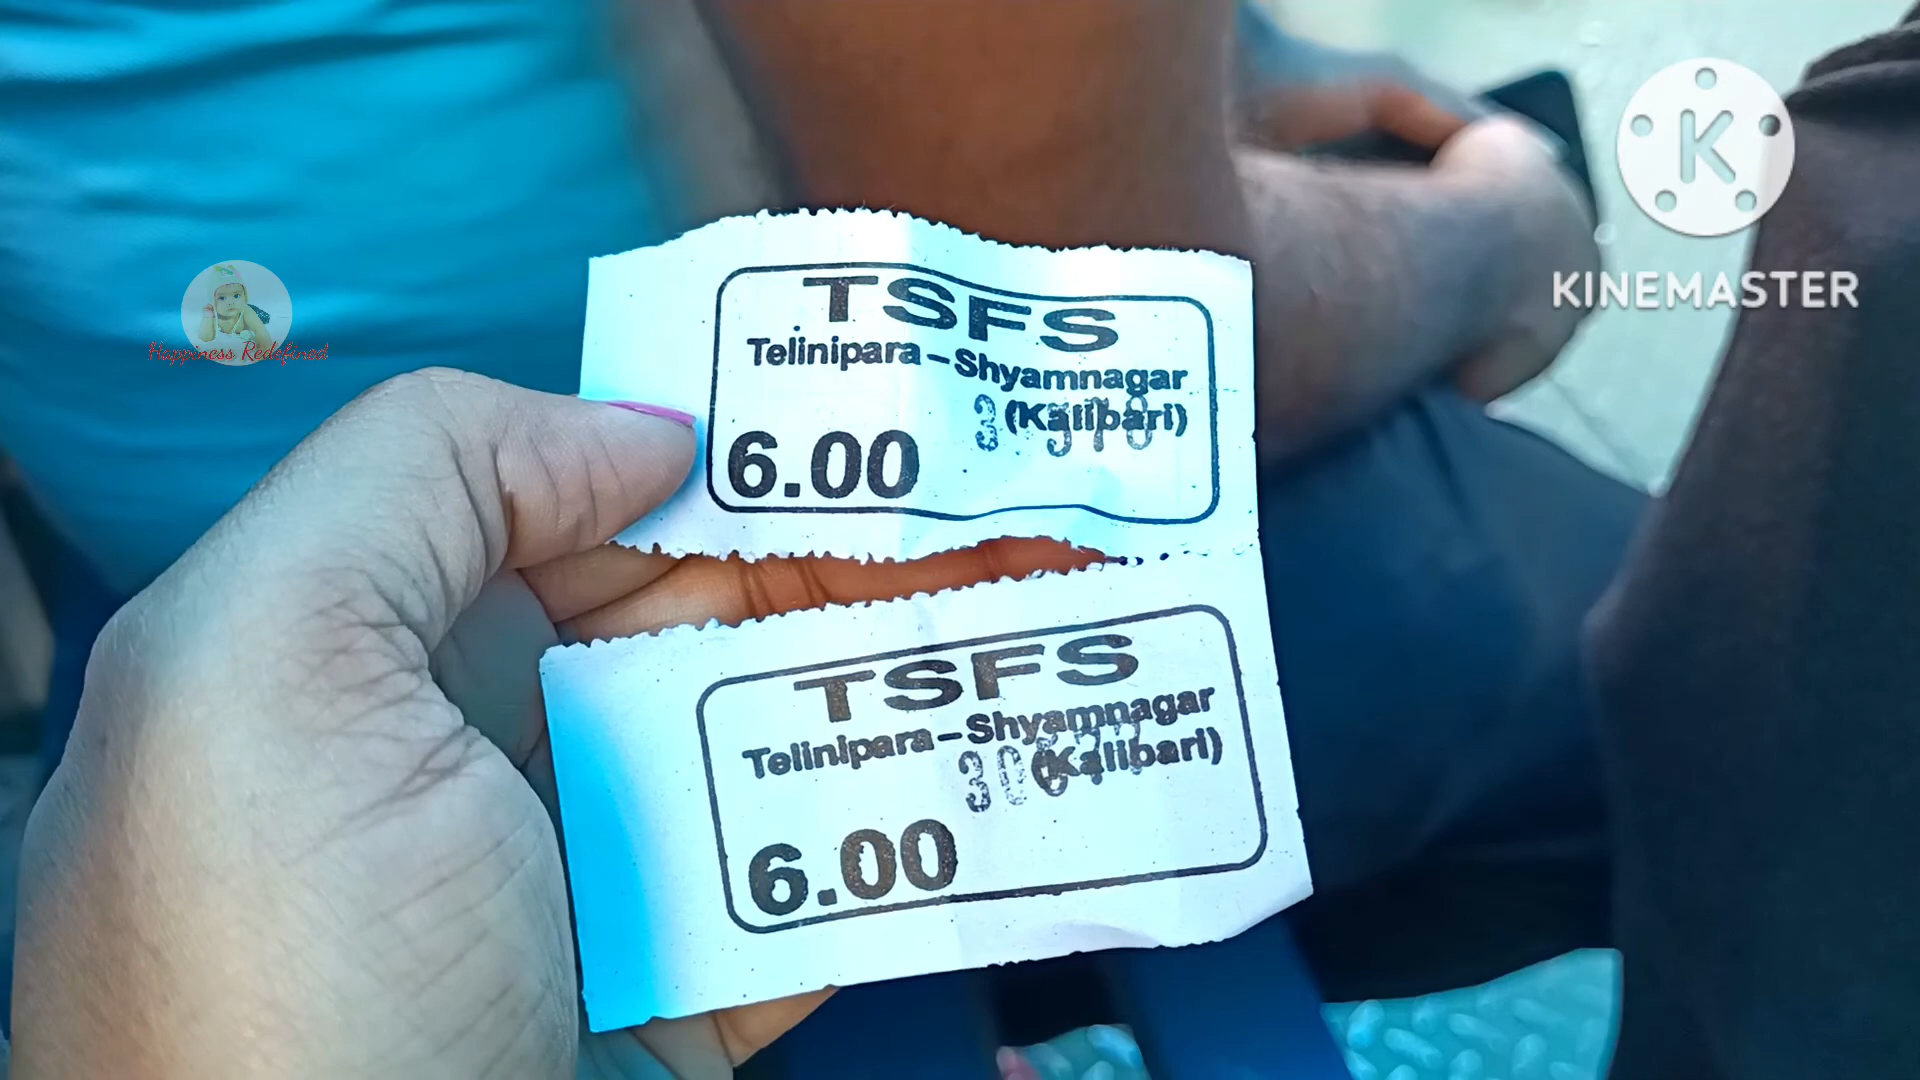 K
KINEMASTER
Happiness Redefined
TSFS
Telinipara – Shyamnagar
(Kalibari)
6.00
TSFS
Telinipara – Shyamnagar
(Kalibari)
6.00